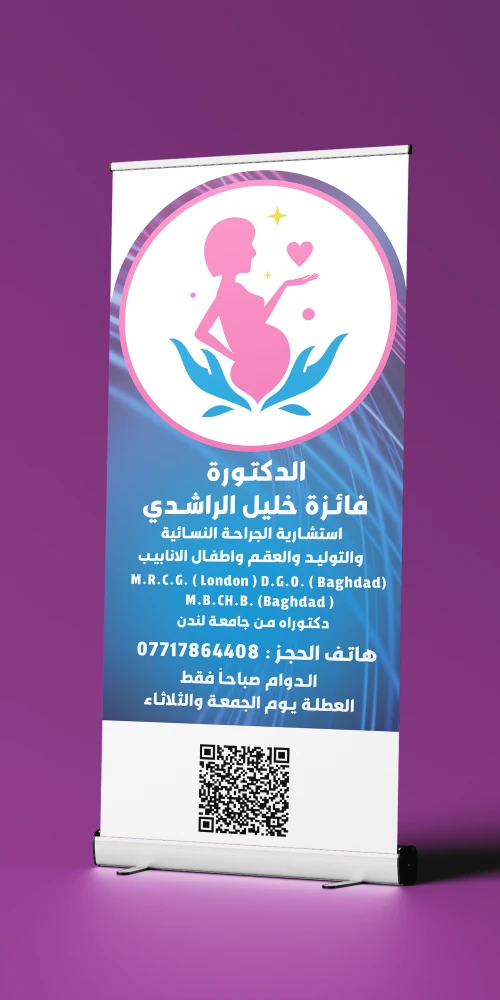 الدكتورة
فائزة خليل الراشدي
استشارية الجراحة النسائية
والتوليد والعقم واطفال الانابيب
M.R.C.G. ( London ) D.G.O. ( Baghdad)
M.B.CH.B. (Baghdad )
دكتوراه من جامعة لندن
هاتف الحجز : 07717864408
الدوام صباحاً فقط
العطلة يوم الجمعة والثلاثاء